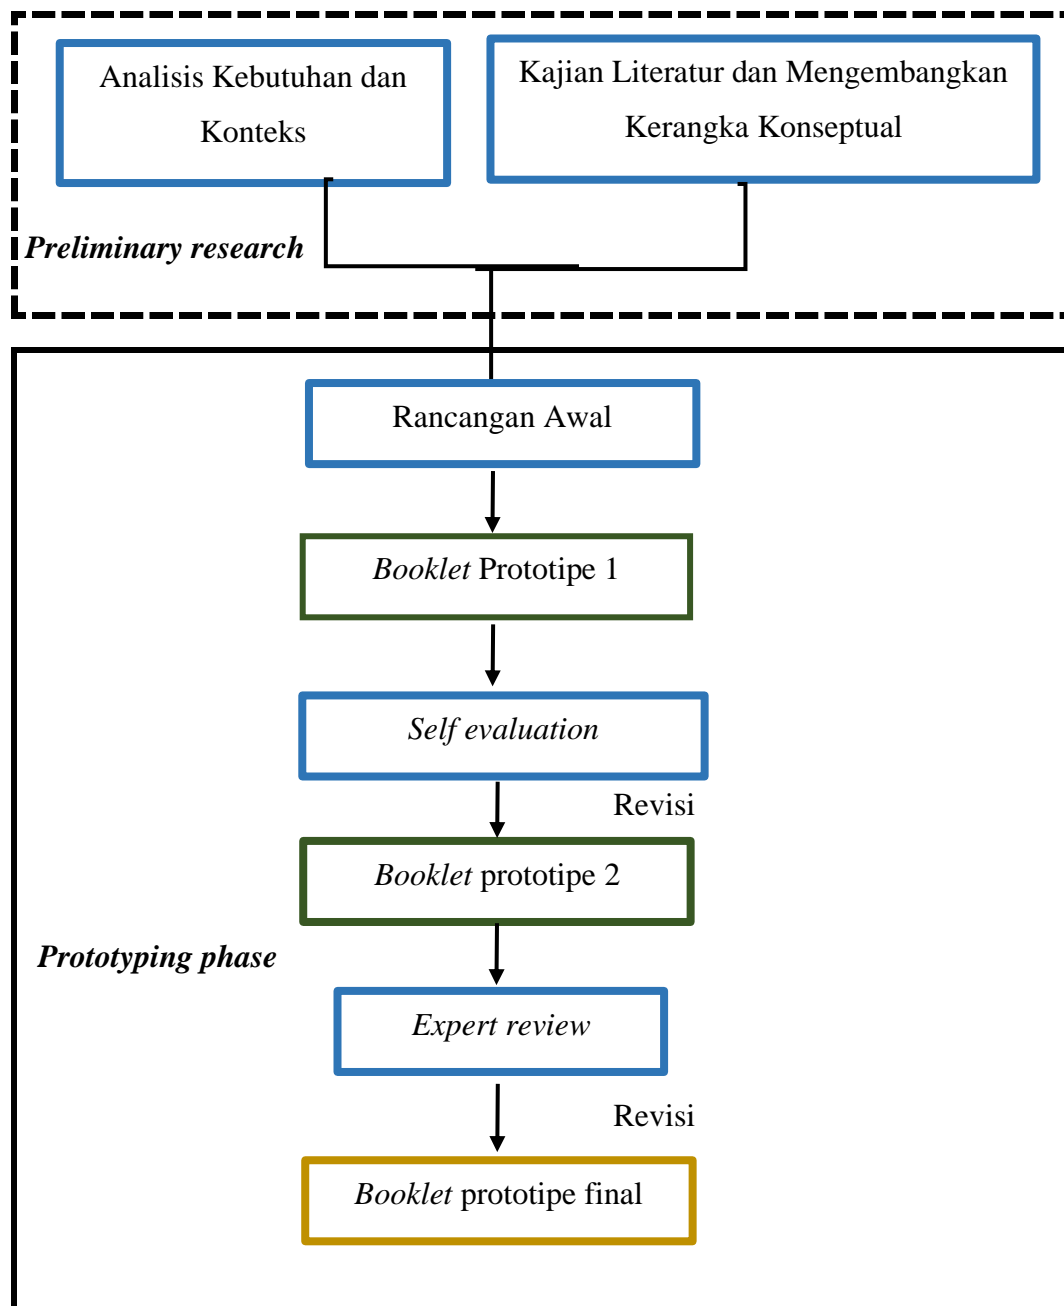 Analisis Kebutuhan dan
Konteks
Kajian Literatur dan Mengembangkan
Kerangka Konseptual
Preliminary research
Rancangan Awal
Booklet Prototipe 1
Self evaluation
Revisi
Booklet prototipe 2
Prototyping phase
Expert review
Revisi
Booklet prototipe final